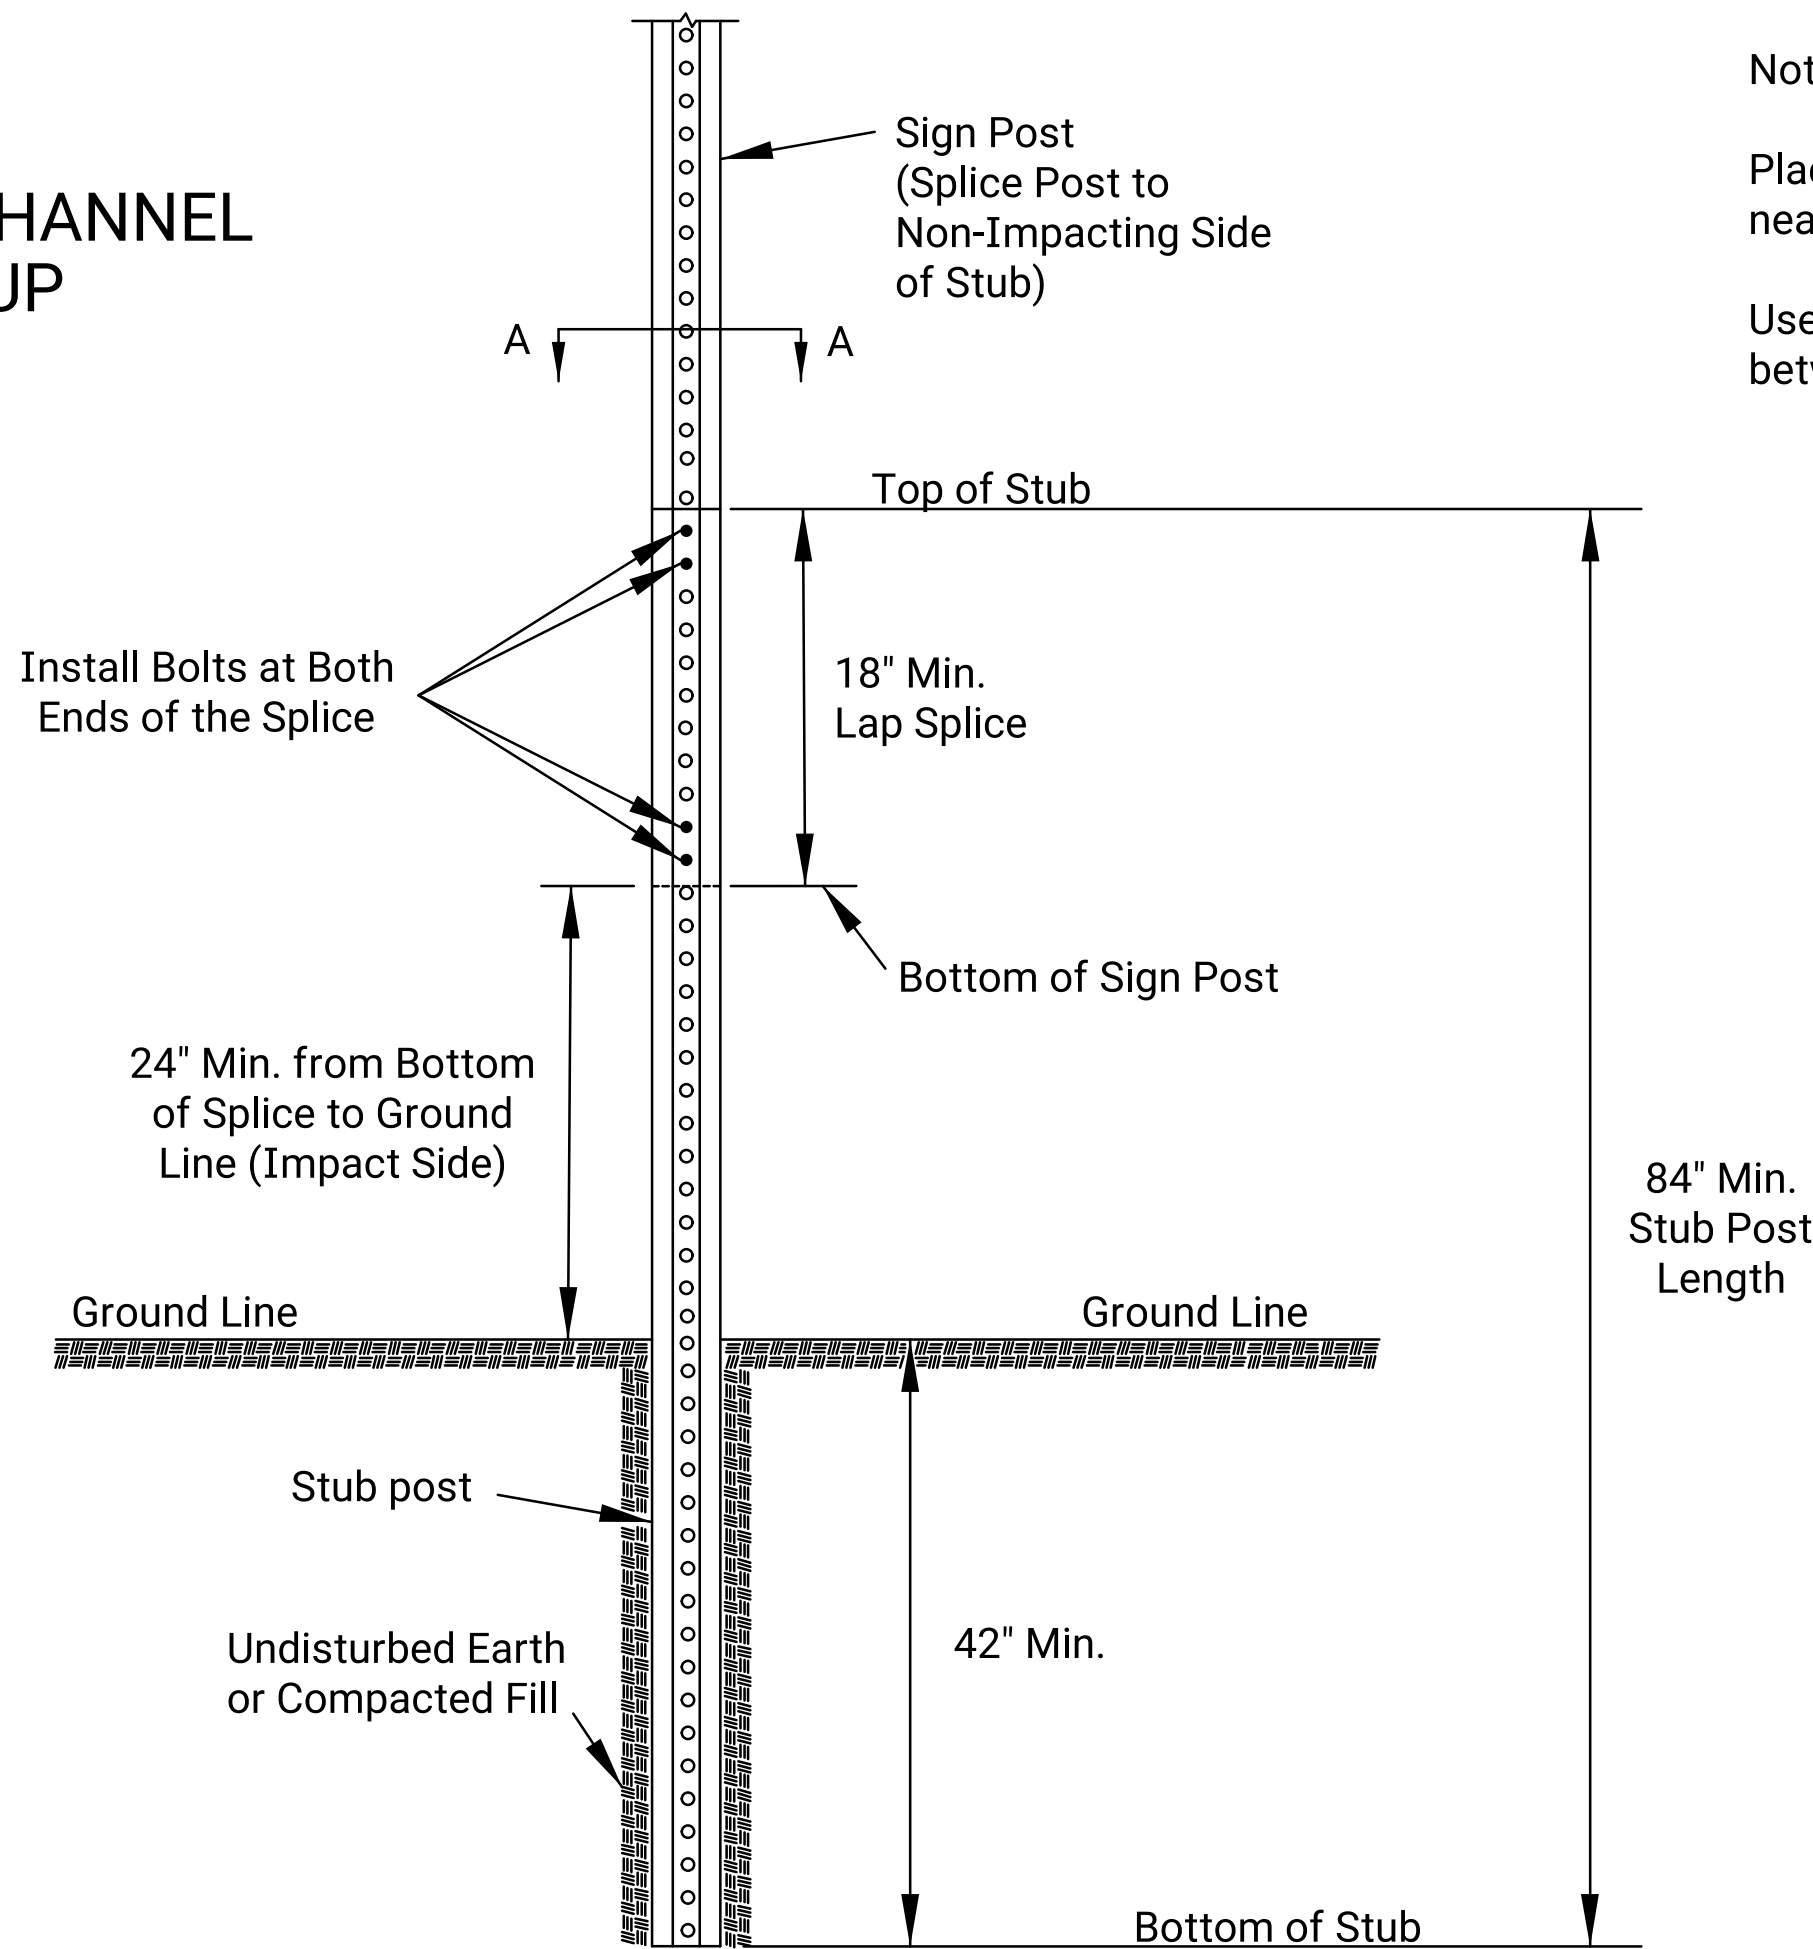 HANNEL
UP
Sign Post
(Splice Post to
Non-Impacting Side
of Stub)
A
A
Top of Stub
Install Bolts at Both
Ends of the Splice
18" Min.
Lap Splice
Bottom of Sign Post
24" Min. from Bottom
of Splice to Ground
Line (Impact Side)
84" Min.
Stub Post
Length
Ground Line
Ground Line
Stub post
Undisturbed Earth
or Compacted Fill
42" Min.
Bottom of Stub